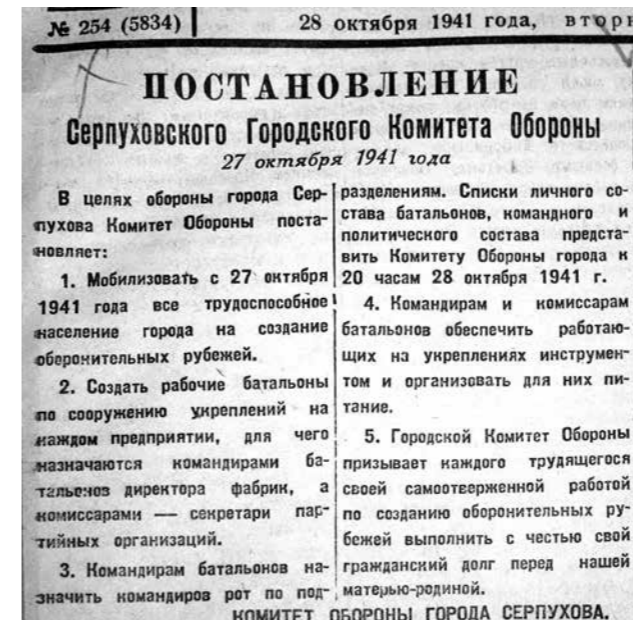 № 254 (5834)
28 октября 1941 года,
ПОСТАНОВЛЕНИЕ
Серпуховского Городского Комитета Обороны
27 октября 1941 года
В целях обороны города Сер-
пухова Комитет Обороны поста-
новляет:
1. Мобилизовать с 27 октября
1941 года все трудоспособное
население города на создание
оборонительных рубежей.
2. Создать рабочие батальоны
по сооружению укреплений на
каждом предприятии, для чего
назначаются командирами ба-
тальонов директора фабрик, а
комиссарами — секретари пар-
тийных организаций.
3. Командирам батальонов на-
значить командиров рот по под-
разделениям. Списки личного со-
става батальонов, командного и
политического состава предста-
вить Комитету Обороны города к
20 часам 28 октября 1941 г.
4. Командирам и комиссарам
батальонов обеспечить работаю-
щих на укреплениях инструмен-
том и организовать для них пи-
тание.
5. Городской Комитет Обороны
призывает каждого трудящегося
своей самоотверженной работой
по созданию оборонительных ру-
бежей выполнить с честью свой
гражданский долг перед нашей
матерью-родиной.
КОМИТЕТ ОБОРОНЫ ГОРОДА СЕРПУХОВА.